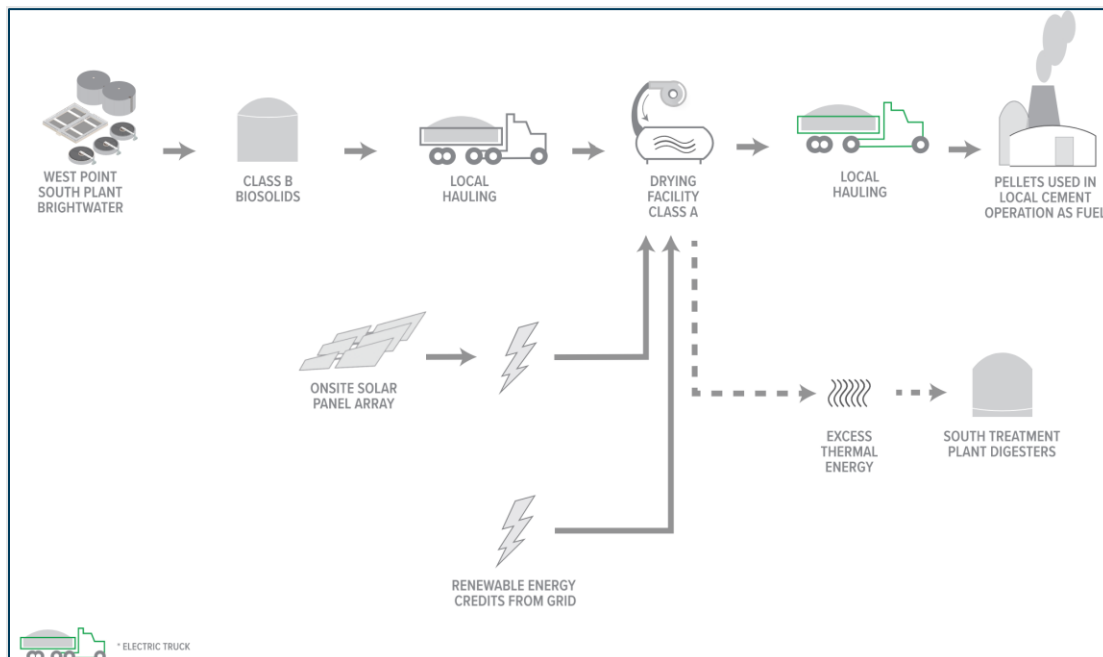 WEST POINT
SOUTH PLANT
BRIGHTWATER
CLASS B
BIOSOLIDS
LOCAL
HAULING
DRYING
FACILITY
CLASS A
LOCAL
HAULING
PELLETS USED IN
LOCAL CEMENT
OPERATION AS FUEL
ONSITE SOLAR
PANEL ARRAY
EXCESS
THERMAL
ENERGY
SOUTH TREATMENT
PLANT DIGESTERS
RENEWABLE ENERGY
CREDITS FROM GRID
* ELECTRIC TRUCK